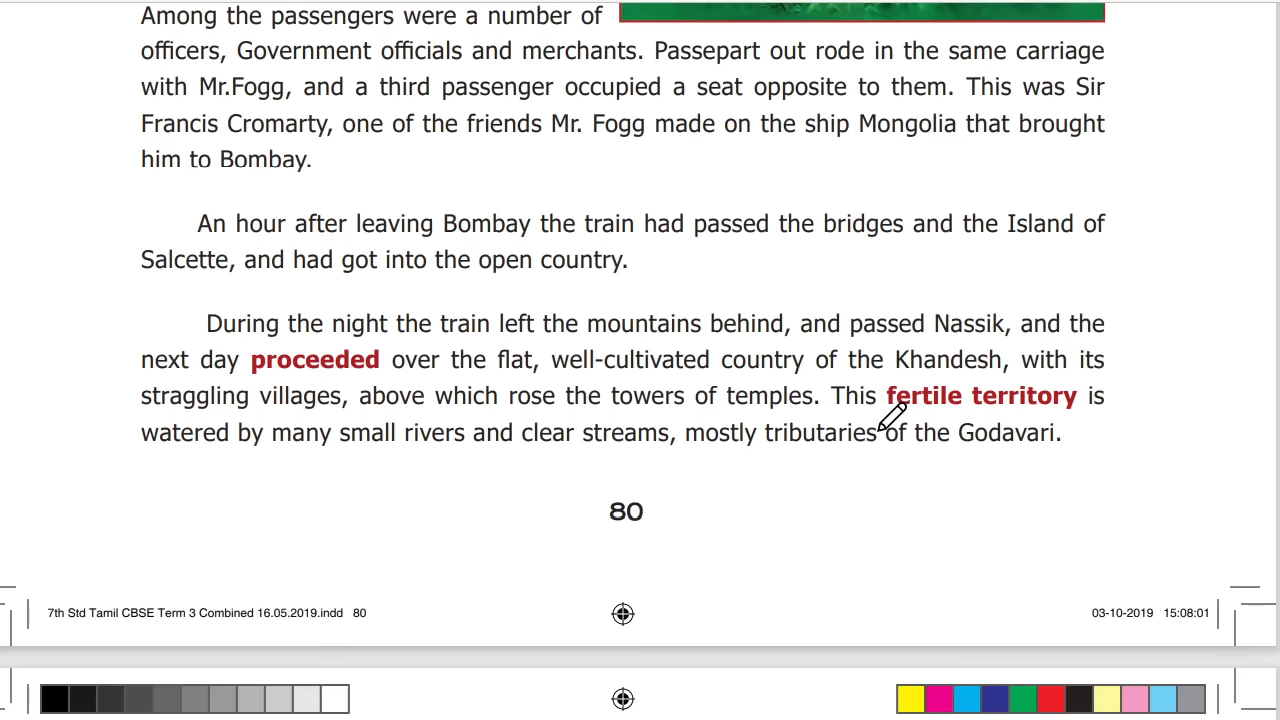 Among the passengers were a number of
officers, Government officials and merchants. Passepart out rode in the same carriage
with Mr.Fogg, and a third passenger occupied a seat opposite to them. This was Sir
Francis Cromarty, one of the friends Mr. Fogg made on the ship Mongolia that brought
him to Bombay.
An hour after leaving Bombay the train had passed the bridges and the Island of
Salcette, and had got into the open country.
During the night the train left the mountains behind, and passed Nassik, and the
next day proceeded over the flat, well-cultivated country of the Khandesh, with its
straggling villages, above which rose the towers of temples. This fertile territory is
watered by many small rivers and clear streams, mostly tributaries of the Godavari.
80
7th Std Tamil CBSE Term 3 Combined 16.05.2019.indd 80
03-10-2019 15:08:01